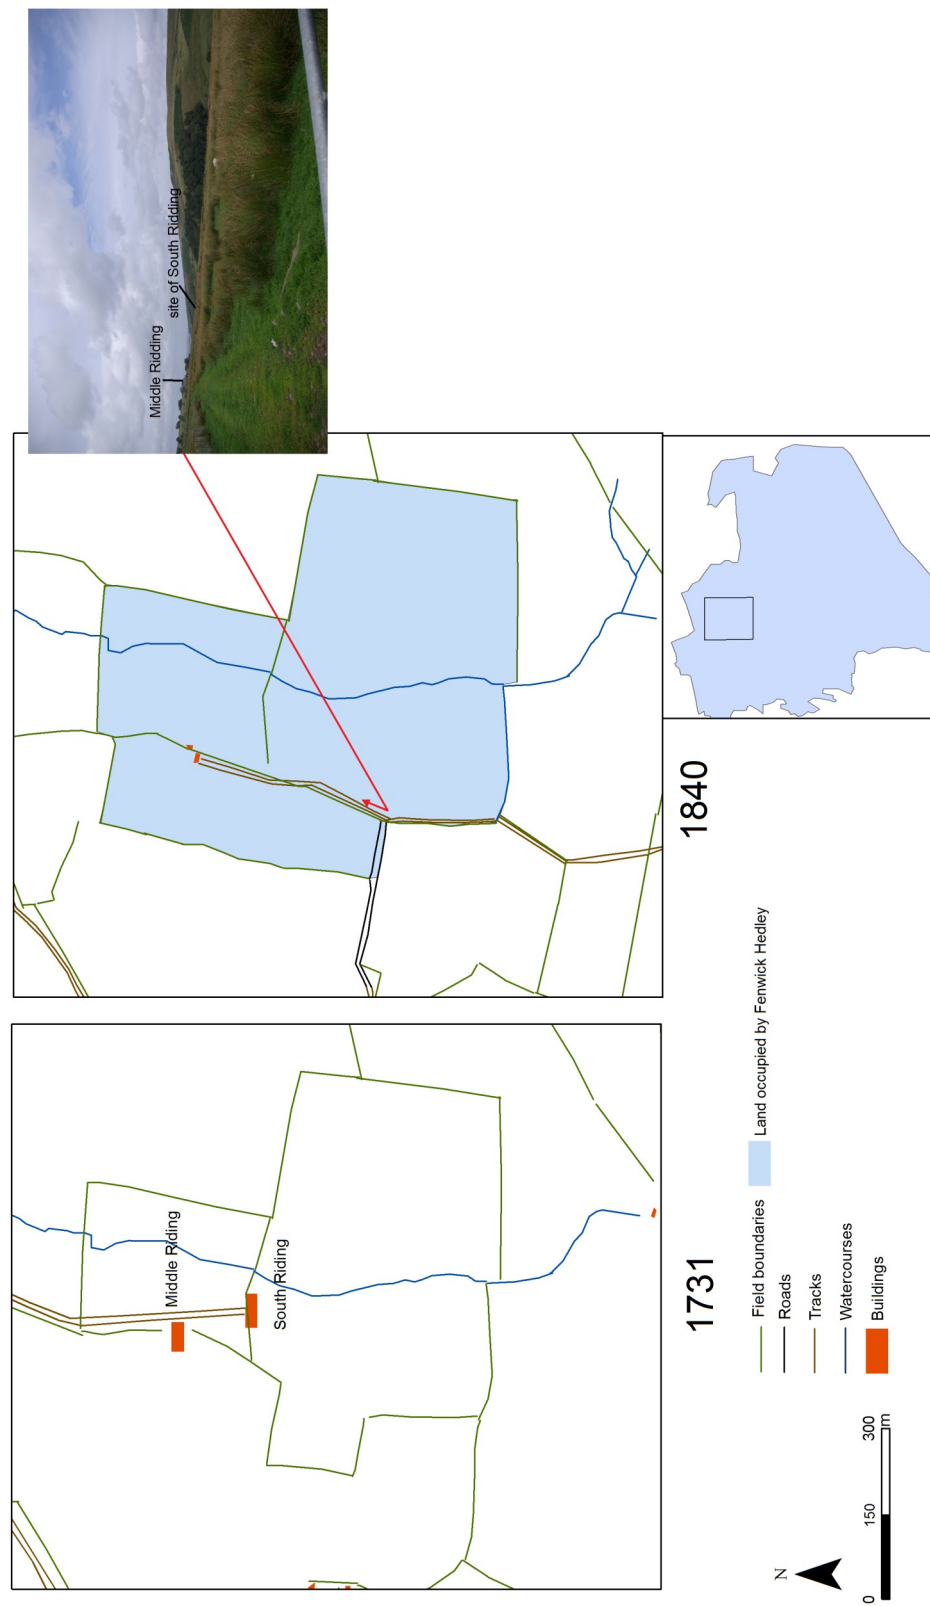 Middle Ridding
site of South Ridding
Middle Riding
South Riding
1731
1840
Field boundaries
Roads
Tracks
Watercourses
Buildings
Land occupied by Fenwick Hedley
N
0 150 300
m